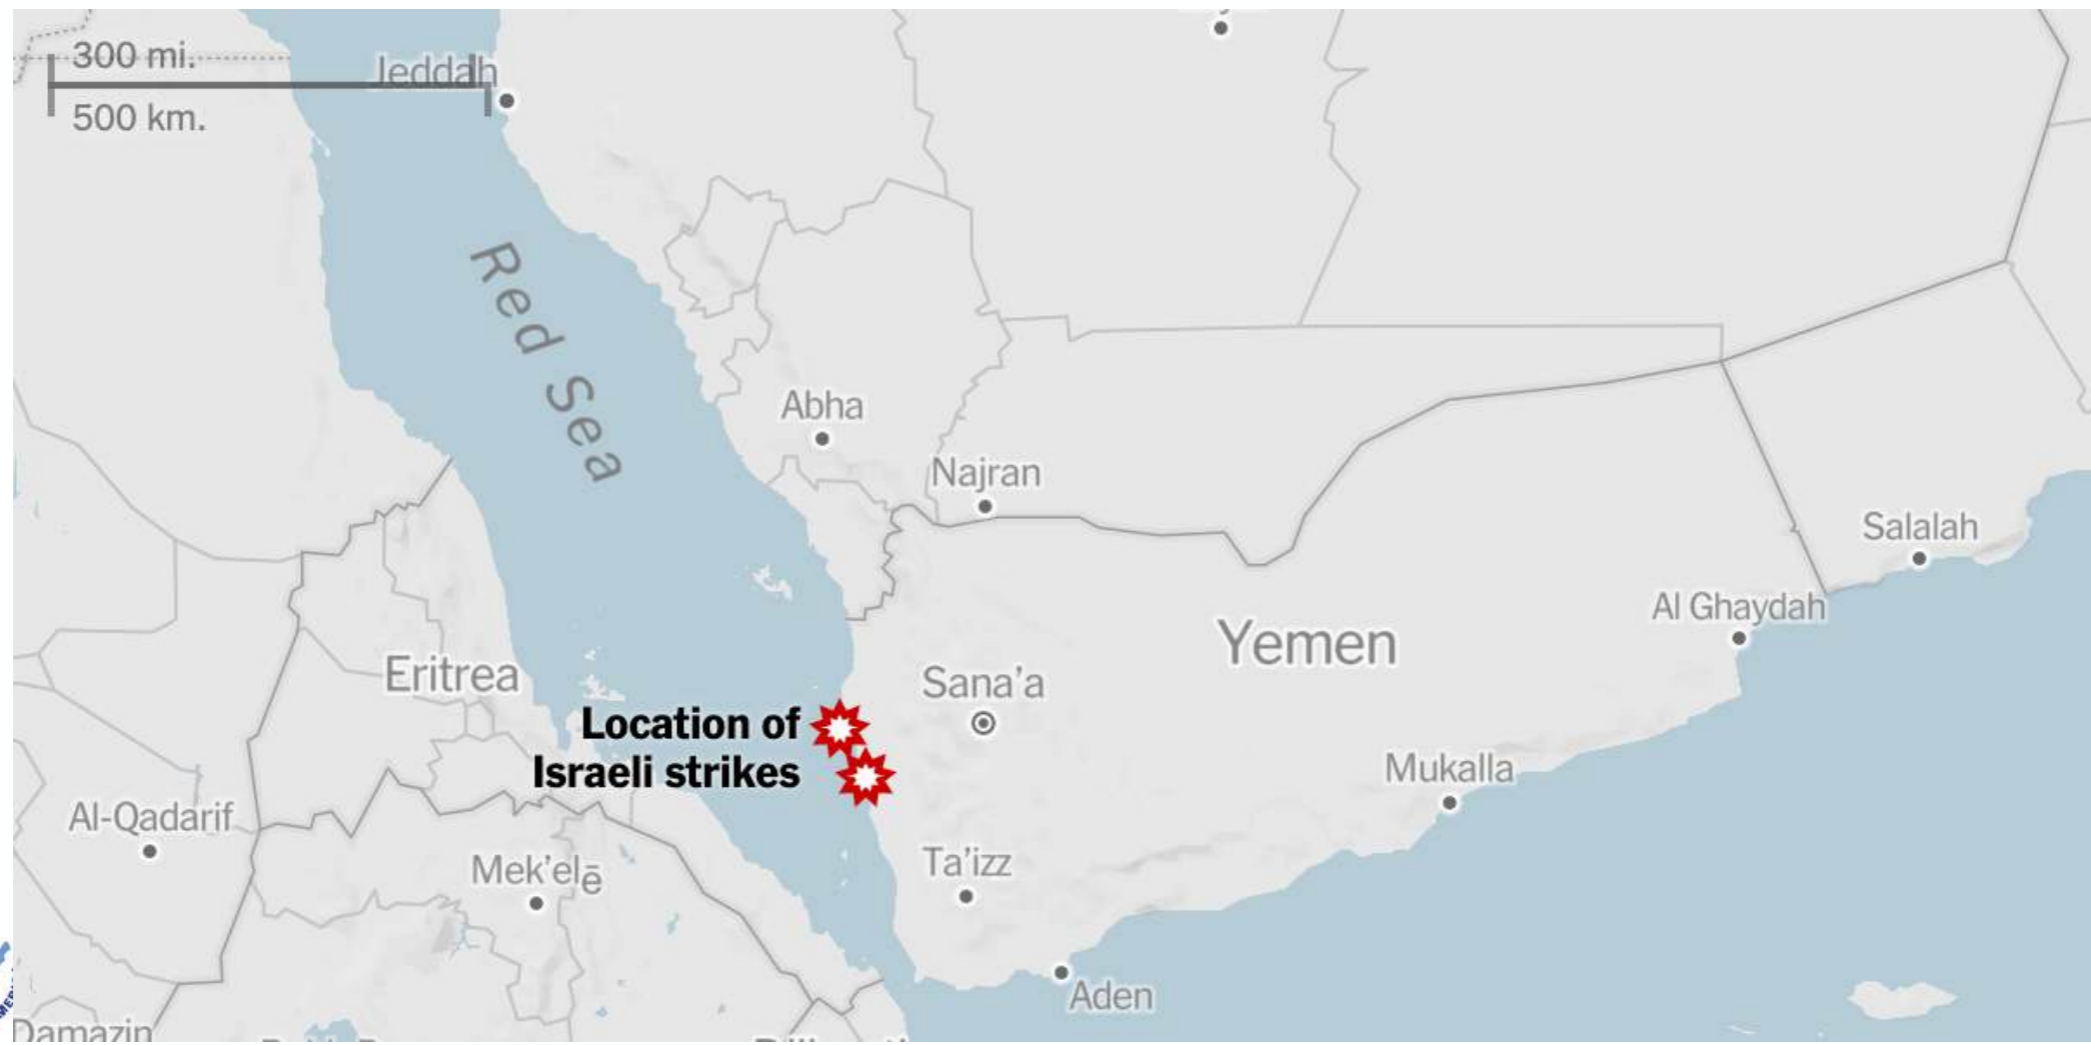 300 mi.
Jeddah
500 km.
Red Sea
Abha
Najran
Salalah
Al Ghaydah
Yemen
Eritrea
Sana’a
Location of
Israeli strikes
Mukalla
Al-Qadarif
Ta’izz
Mek’elē
Aden
Damazin